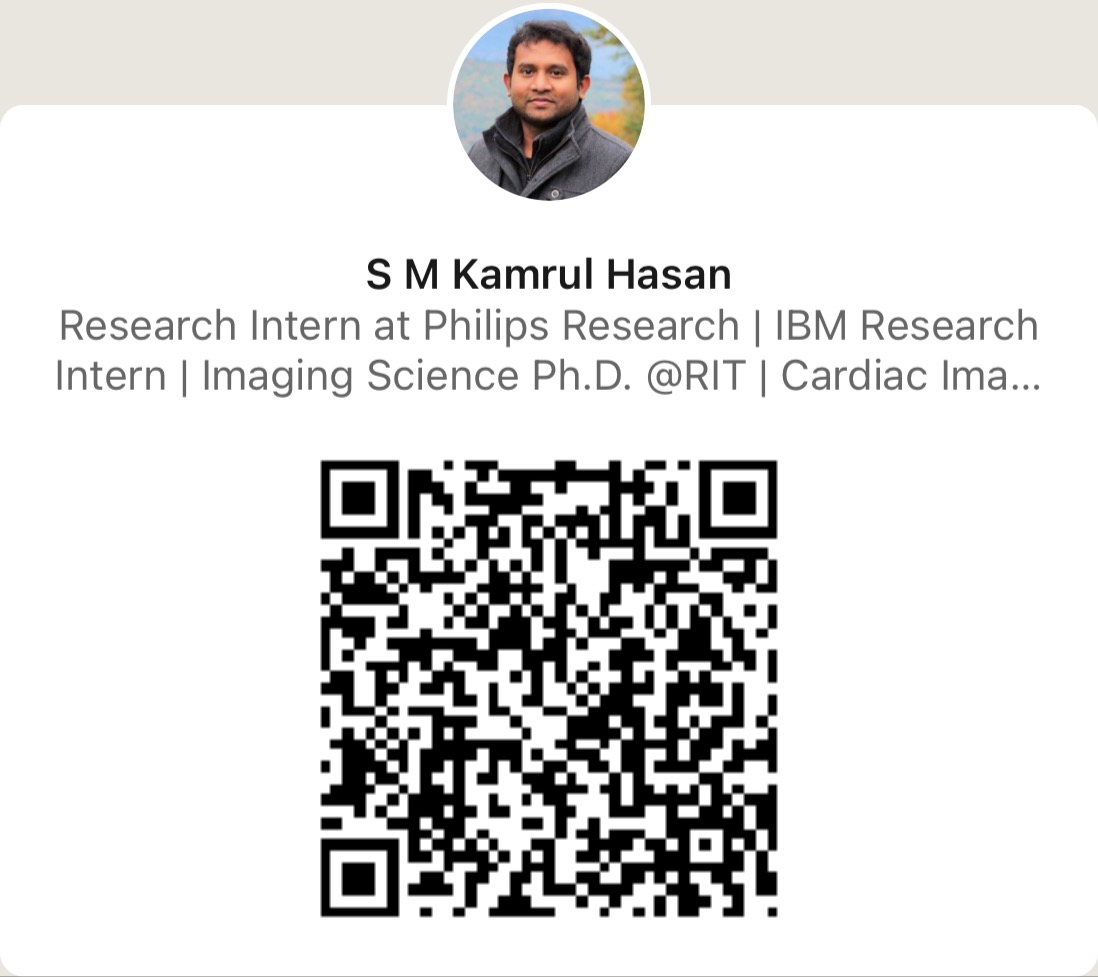 S M Kamrul Hasan
Research Intern at Philips Research | IBM Research
Intern | Imaging Science Ph.D. @RIT | Cardiac Ima...